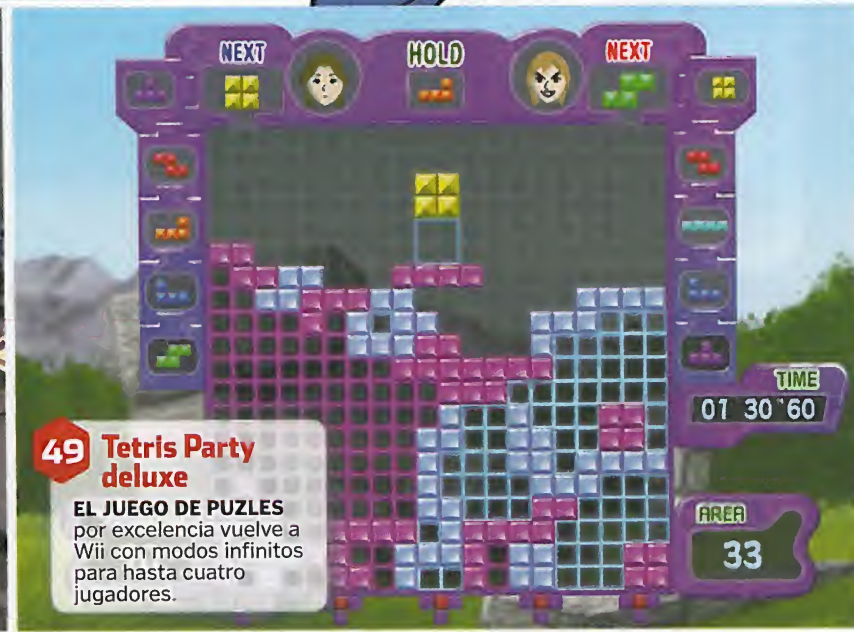 NEXT
HOLD
NEXT
TIME
01 30 60
AREA
33
49 Tetris Party
deluxe
EL JUEGO DE PUZLES
por excelencia vuelve a
Wii con modos infinitos
para hasta cuatro
jugadores.